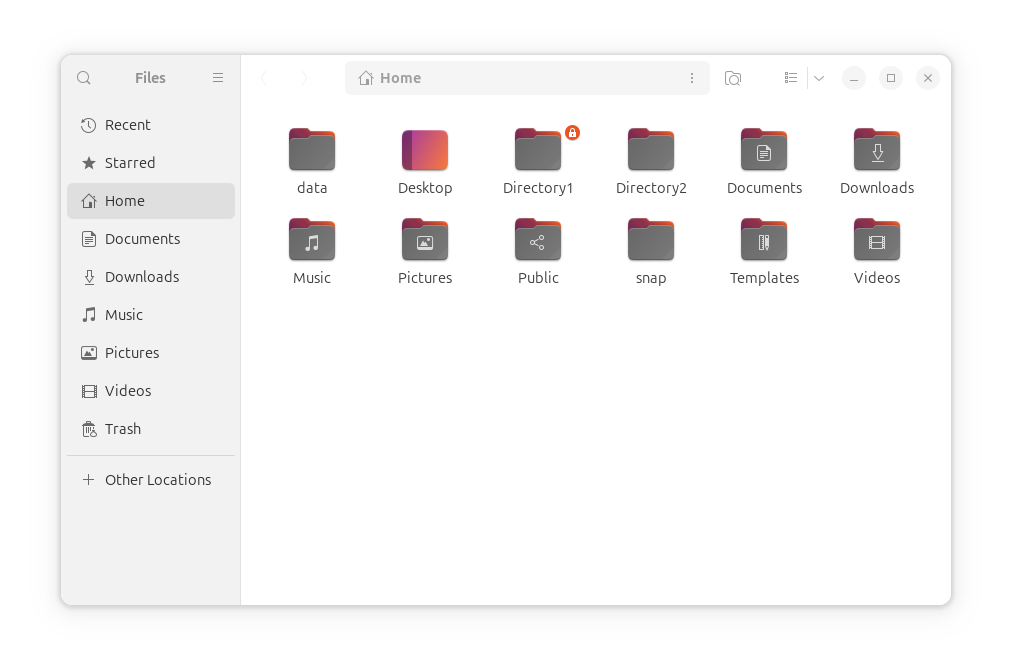 Files
Home
Recent
Starred
Home
Documents
Downloads
Music
Pictures
Videos
Trash
Other Locations
data Desktop Directory1 Directory2 Documents Downloads
Music Pictures Public snap Templates Videos